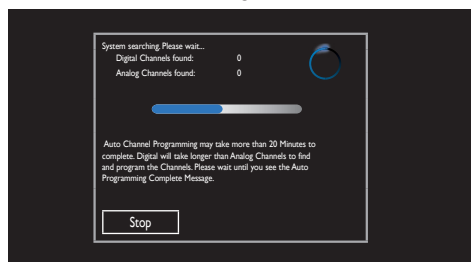 System searching. Please wait...
Digital Channels found: 0
Analog Channels found: 0
Auto Channel Programming may take more than 20 Minutes to
complete. Digital will take longer than Analog Channels to find
and program the Channels. Please wait until you see the Auto
Programming Complete Message.
Stop